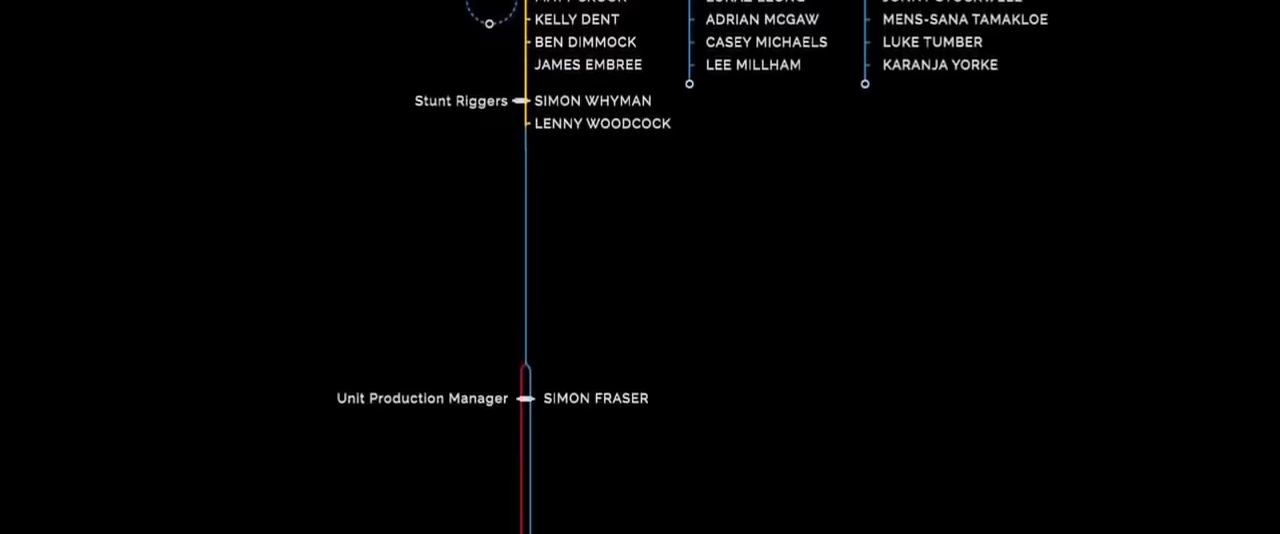 KELLY DENT
BEN DIMMOCK
JAMES EMBREE
ADRIAN MCGAW
CASEY MICHAELS
LEE MILLHAM
MENS-SANA TAMAKLOE
LUKE TUMBER
KARANJA YORKE
Stunt Riggers SIMON WHYMAN
LENNY WOODCOCK
Unit Production Manager SIMON FRASER